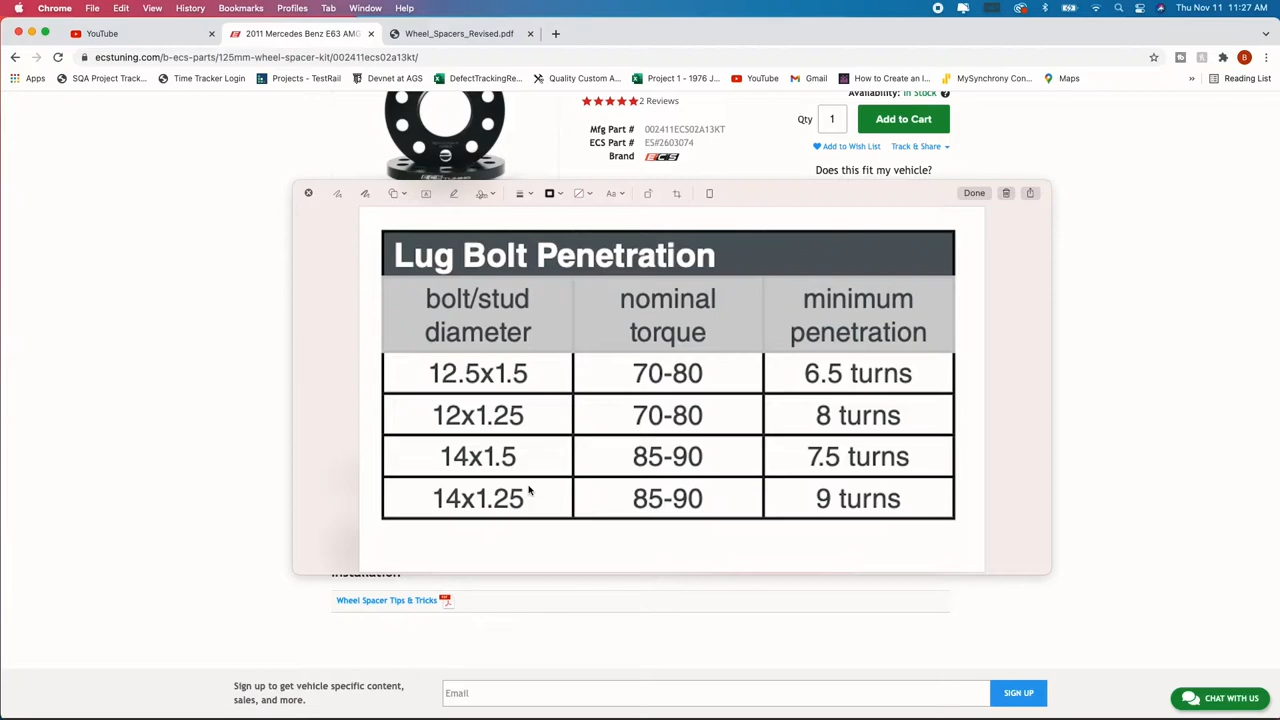 Chrome File Edit View History Bookmarks Profiles Tab Window Help Thu Nov 11 11:27 AM
YouTube 2011 Mercedes Benz E63 AMG Wheel_Spacers_Revised.pdf
ecstuning.com/b-ecs-parts/125mm-wheel-spacer-kit/002411ecs02a13kt/
Apps SQA Project Track... Time Tracker Login Projects - TestRail Devnet at AGS DefectTrackingRe... Quality Custom A... Project 1 - 1976 J... YouTube Gmail How to Create an I... MySynchrony Con... Maps » Reading List
Availability: In Stock
2 Reviews
Qty 1 Add to Cart
Mfg Part # 002411ECS02A13KT
ECS Part # ES#2603074
Brand ECS
Add to Wish List Track & Share
Does this fit my vehicle?
Aa Done
Lug Bolt Penetration
bolt/stud diameter nominal torque minimum penetration
12.5x1.5 70-80 6.5 turns
12x1.25 70-80 8 turns
14x1.5 85-90 7.5 turns
14x1.25 85-90 9 turns
Installation
Wheel Spacer Tips & Tricks
Sign up to get vehicle specific content,
sales, and more.
Email SIGN UP
CHAT WITH US